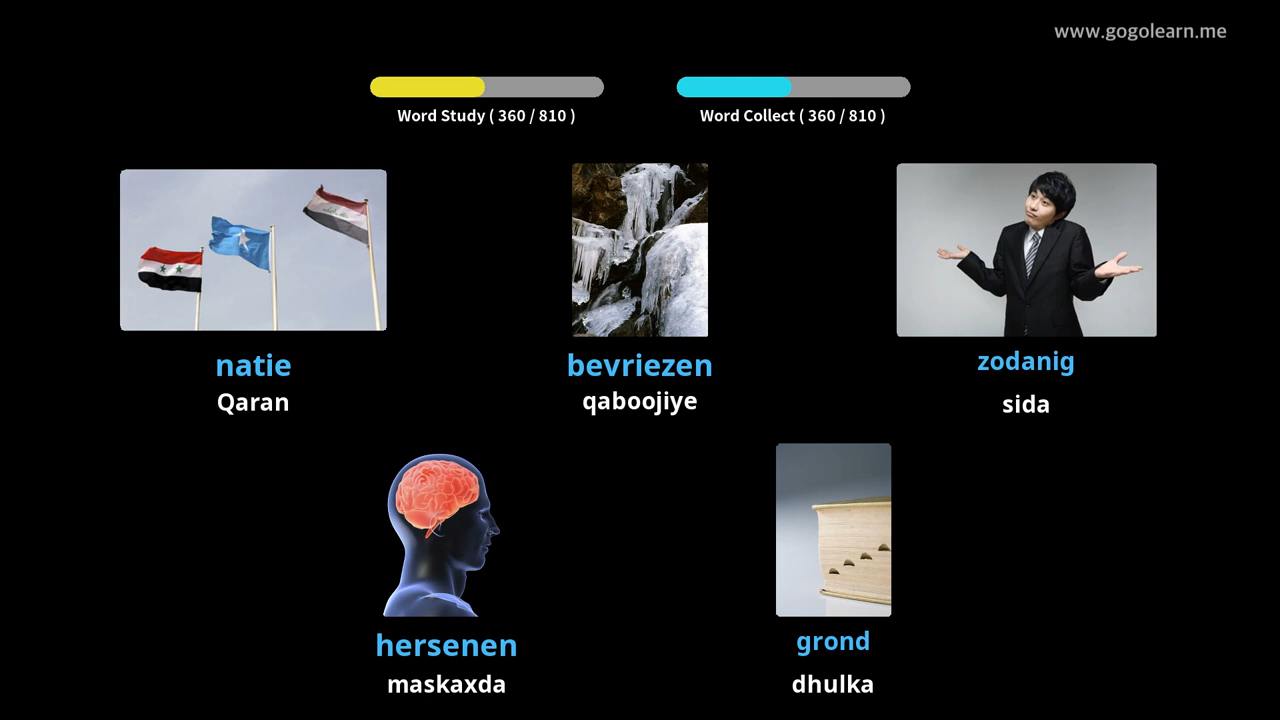 www.gogolearn.me
Word Study ( 360 / 810 )
Word Collect ( 360 / 810 )
natie
Qaran
bevriezen
qaboojiye
zodanig
sida
hersenen
maskaxda
grond
dhulka